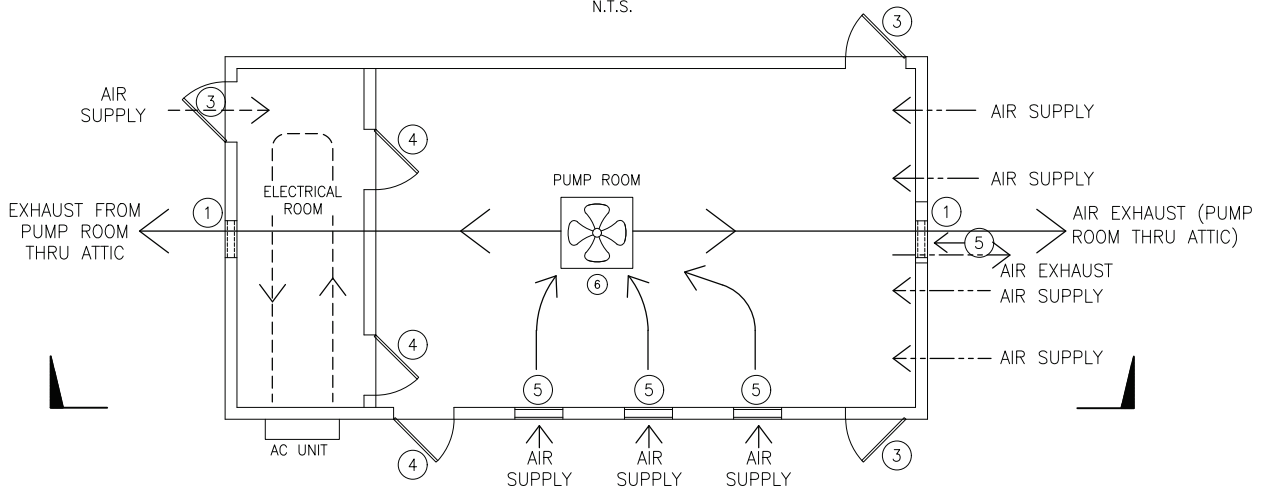 N.T.S.
3
AIR
SUPPLY
3
AIR SUPPLY
4
PUMP ROOM
AIR SUPPLY
ELECTRICAL
ROOM
EXHAUST FROM
PUMP ROOM
THRU ATTIC
1
1
AIR EXHAUST (PUMP
ROOM THRU ATTIC)
5
AIR EXHAUST
6
AIR SUPPLY
4
AIR SUPPLY
5
5
5
AC UNIT
4
3
AIR
SUPPLY
AIR
SUPPLY
AIR
SUPPLY